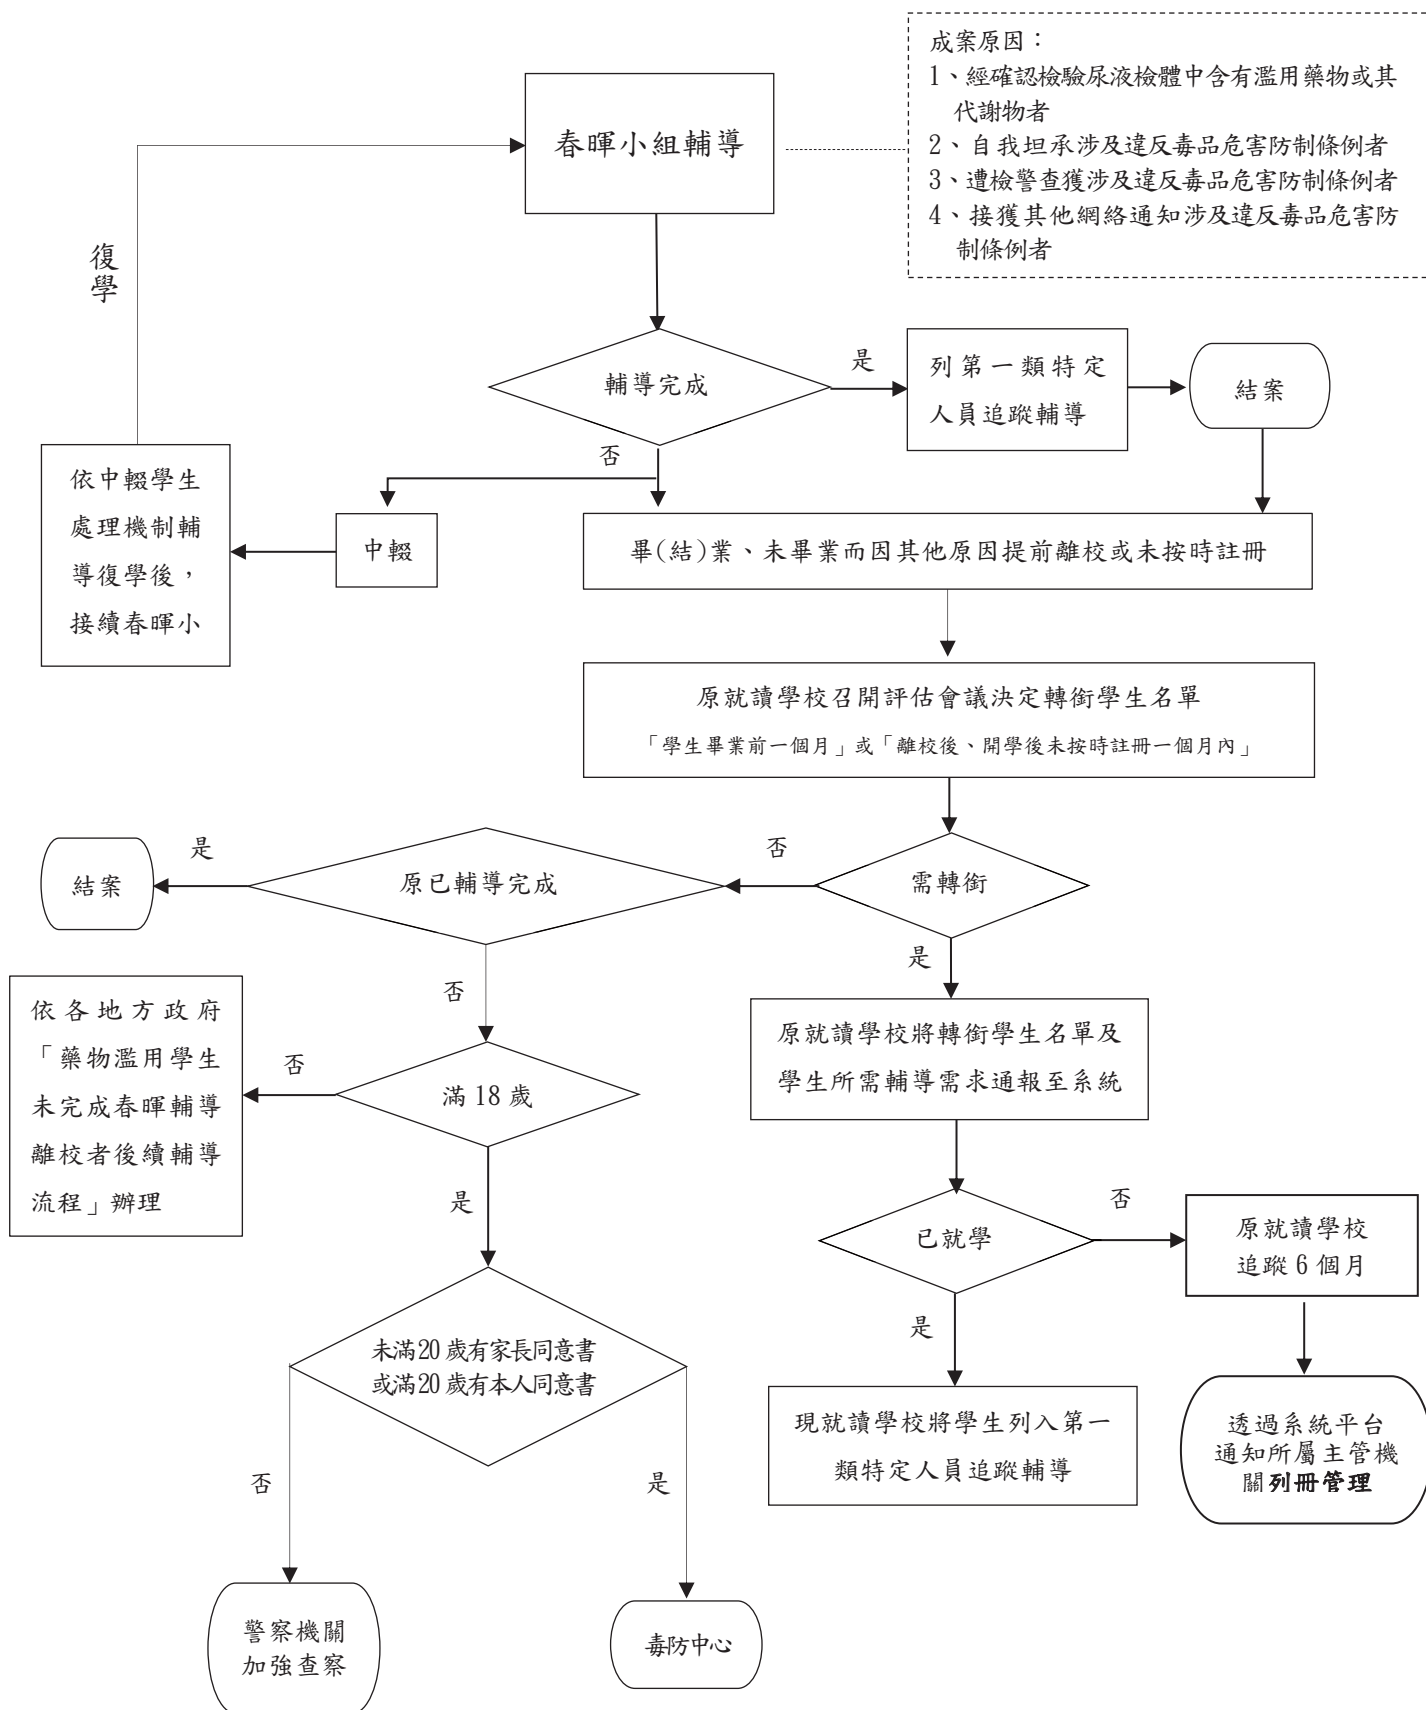 成案原因：
1、經確認檢驗尿液檢體中含有濫用藥物或其
代謝物者
2、自我坦承涉及違反毒品危害防制條例者
3、遭檢警查獲涉及違反毒品危害防制條例者
4、接獲其他網絡通知涉及違反毒品危害防
制條例者
春暉小組輔導
復
學
輔導完成
是
列第一類特定
人員追蹤輔導
結案
否
依中輟學生
處理機制輔
導復學後，
接續春暉小
中輟
畢(結)業、未畢業而因其他原因提前離校或未按時註冊
原就讀學校召開評估會議決定轉銜學生名單
「學生畢業前一個月」或「離校後、開學後未按時註冊一個月內」
結案
是
原已輔導完成
否
需轉銜
是
否
原就讀學校將轉銜學生名單及
學生所需輔導需求通報至系統
依各地方政府
「藥物濫用學生
未完成春暉輔導
離校者後續輔導
流程」辦理
否
滿18歲
是
已就學
否
原就讀學校
追蹤6個月
是
未滿20歲有家長同意書
或滿20歲有本人同意書
現就讀學校將學生列入第一
類特定人員追蹤輔導
透過系統平台
通知所屬主管機
關列冊管理
否
是
警察機關
加強查察
毒防中心